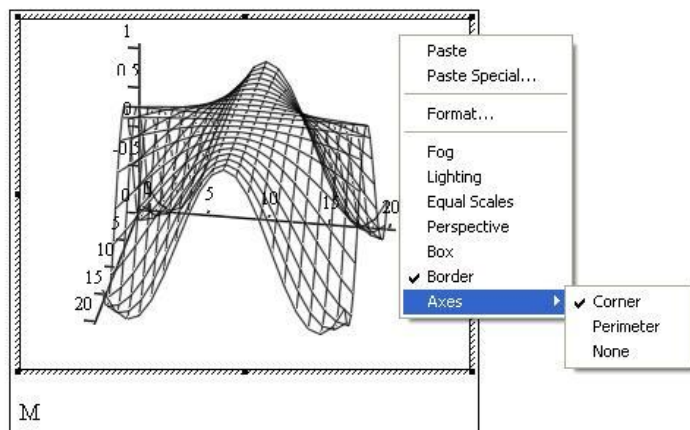 1
0.5
0
-0.5
0
0
5
10
15
20
5
10
15
20
M
Paste
Paste Special...
Format...
Fog
Lighting
Equal Scales
Perspective
Box
Border
Axes
Corner
Perimeter
None